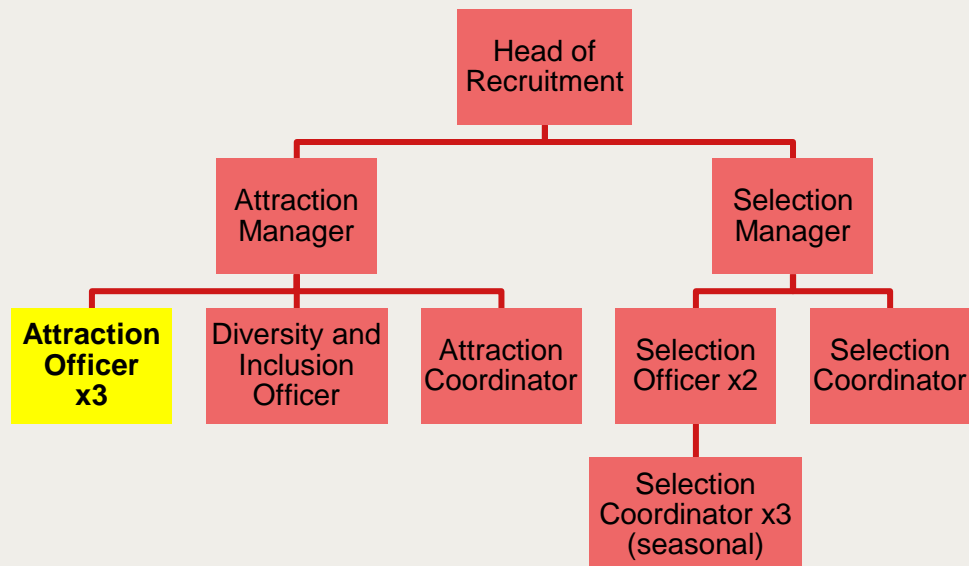 Head of
Recruitment
Attraction
Manager
Selection
Manager
Attraction
Officer
x3
Diversity and
Inclusion
Officer
Attraction
Coordinator
Selection
Officer x2
Selection
Coordinator
Selection
Coordinator x3
(seasonal)